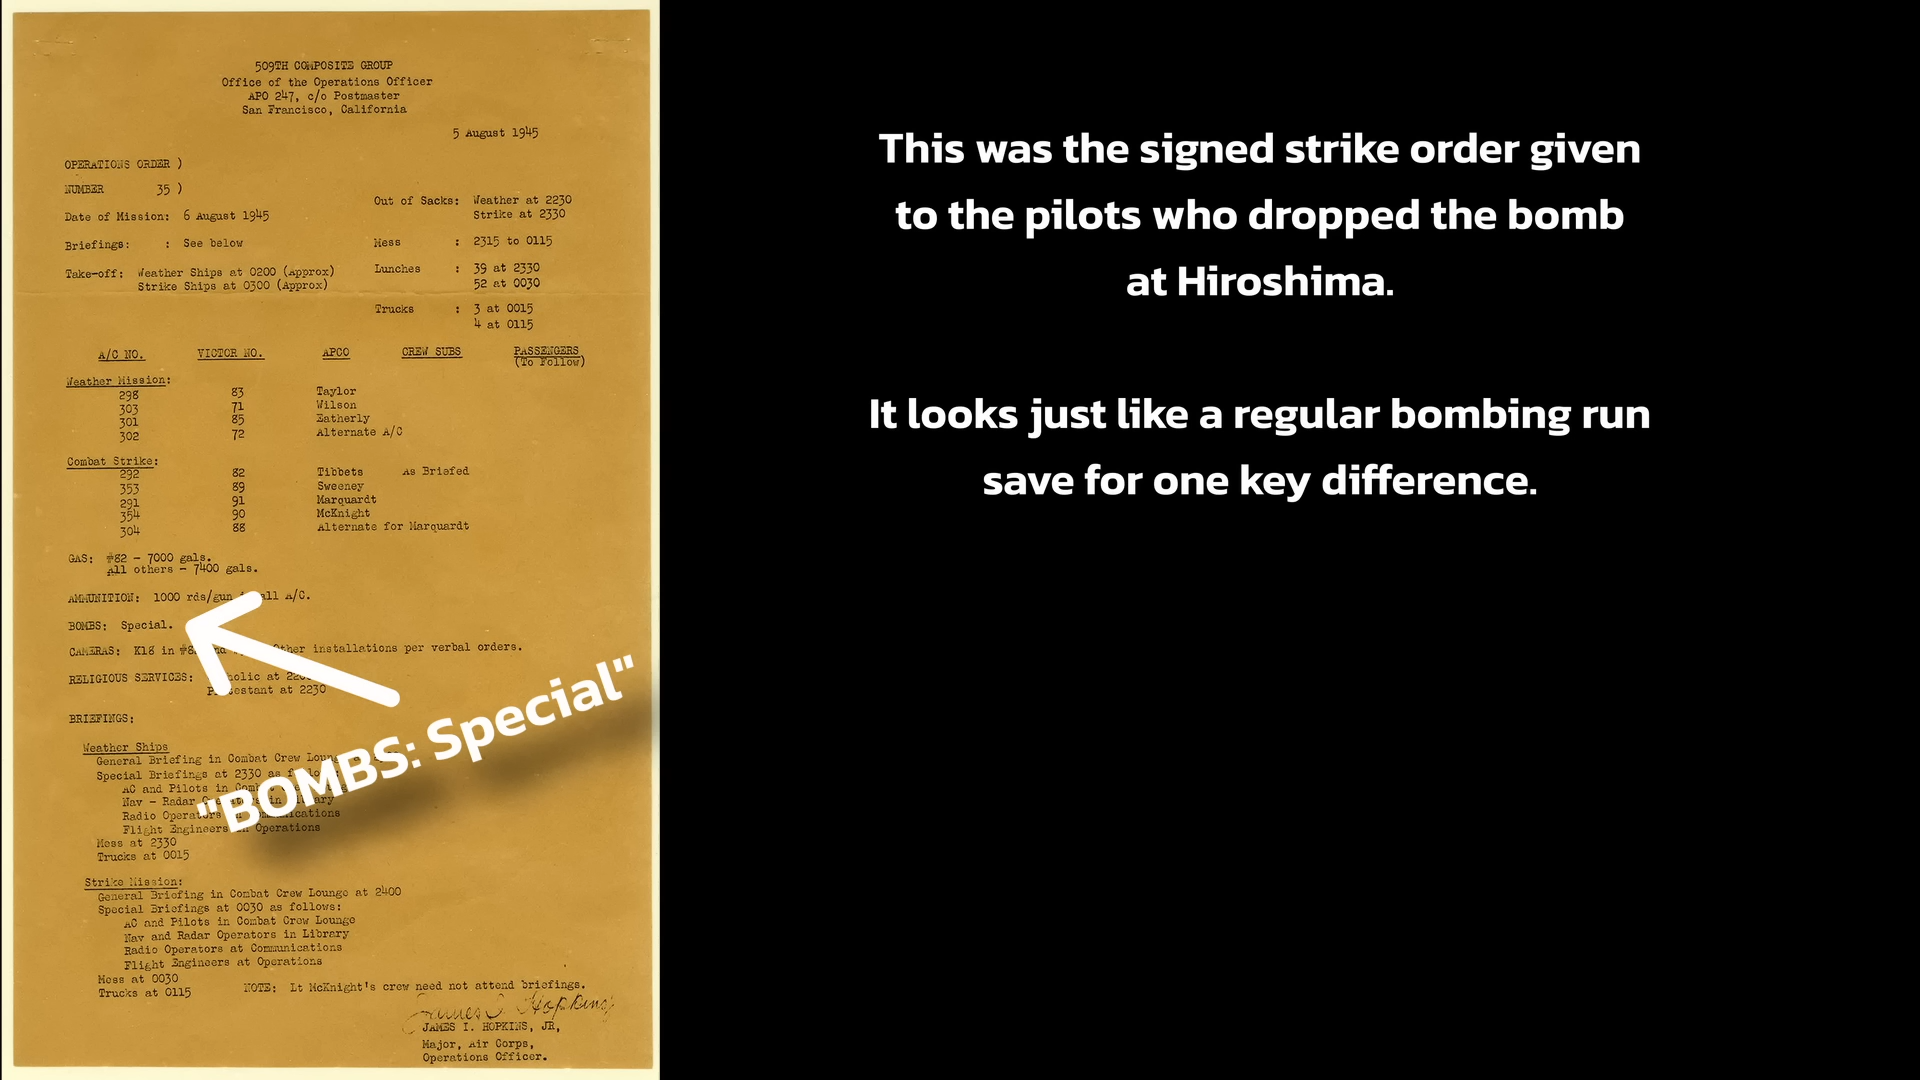 509TH COMPOSITE GROUP
Office of the Operations Officer
APO 247, c/o Postmaster
San Francisco, California
5 August 1945
OPERATIONS ORDER )
NUMBER 35 )
Date of Mission: 6 August 1945
Briefings: : See below
Take-off: Weather Ships at 0200 (Approx)
Strike Ships at 0300 (Approx)
Out of Sacks: Weather at 2230
Strike at 2330
Mess : 2315 to 0115
Lunches : 39 at 2330
52 at 0030
Trucks : 3 at 0015
4 at 0115
A/C NO. VICTOR NO. APCO CREW SUBS PASSENGERS
(To Follow)
Weather Mission:
298 83 Taylor
303 71 Wilson
301 85 Eatherly
302 72 Alternate A/C
Combat Strike:
292 82 Tibbets As Briefed
353 89 Sweeney
291 91 Marquardt
354 90 McKnight
304 88 Alternate for Marquardt
GAS: #82 - 7000 gals.
All others - 7400 gals.
AMMUNITION: 1000 rds/gun all A/C.
BOMBS: Special.
CAMERAS: K18 in other installations per verbal orders.
RELIGIOUS SERVICES: at
at 2230
BRIEFINGS:
Weather Ships
General Briefing in Combat Crew
Special Briefings at 2330 as
AC and Pilots in
Nav - Radar
Radio
Flight Engineers Operations
Mess at 2330
Trucks at 0015
Strike Mission:
General Briefing in Combat Crew Lounge at 2400
Special Briefings at 0030 as follows:
AC and Pilots in Combat Crew Lounge
Nav and Radar Operators in Library
Radio Operators at Communications
Flight Engineers at Operations
Mess at 0030
Trucks at 0115
NOTE: Lt McKnight's crew need not attend briefings.
James I Hopkins
JAMES I. HOPKINS, JR,
Major, Air Corps,
Operations Officer.
"BOMBS: Special"
This was the signed strike order given
to the pilots who dropped the bomb
at Hiroshima.
It looks just like a regular bombing run
save for one key difference.